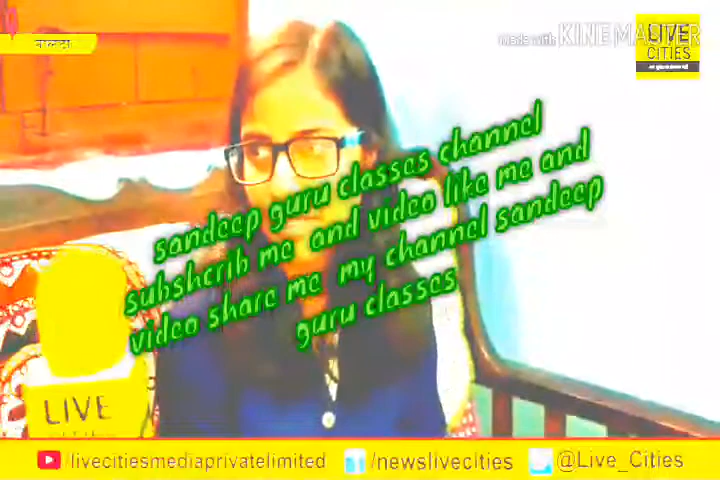 Made with KINEMASTER
LIVE
CITIES
sandeep guru classes channel
subshcrib me and video like me and
video share me my channel sandeep
guru classes
LIVE
CITIES
/livecitiesmediaprivatelimited /newslivecities @Live_Cities